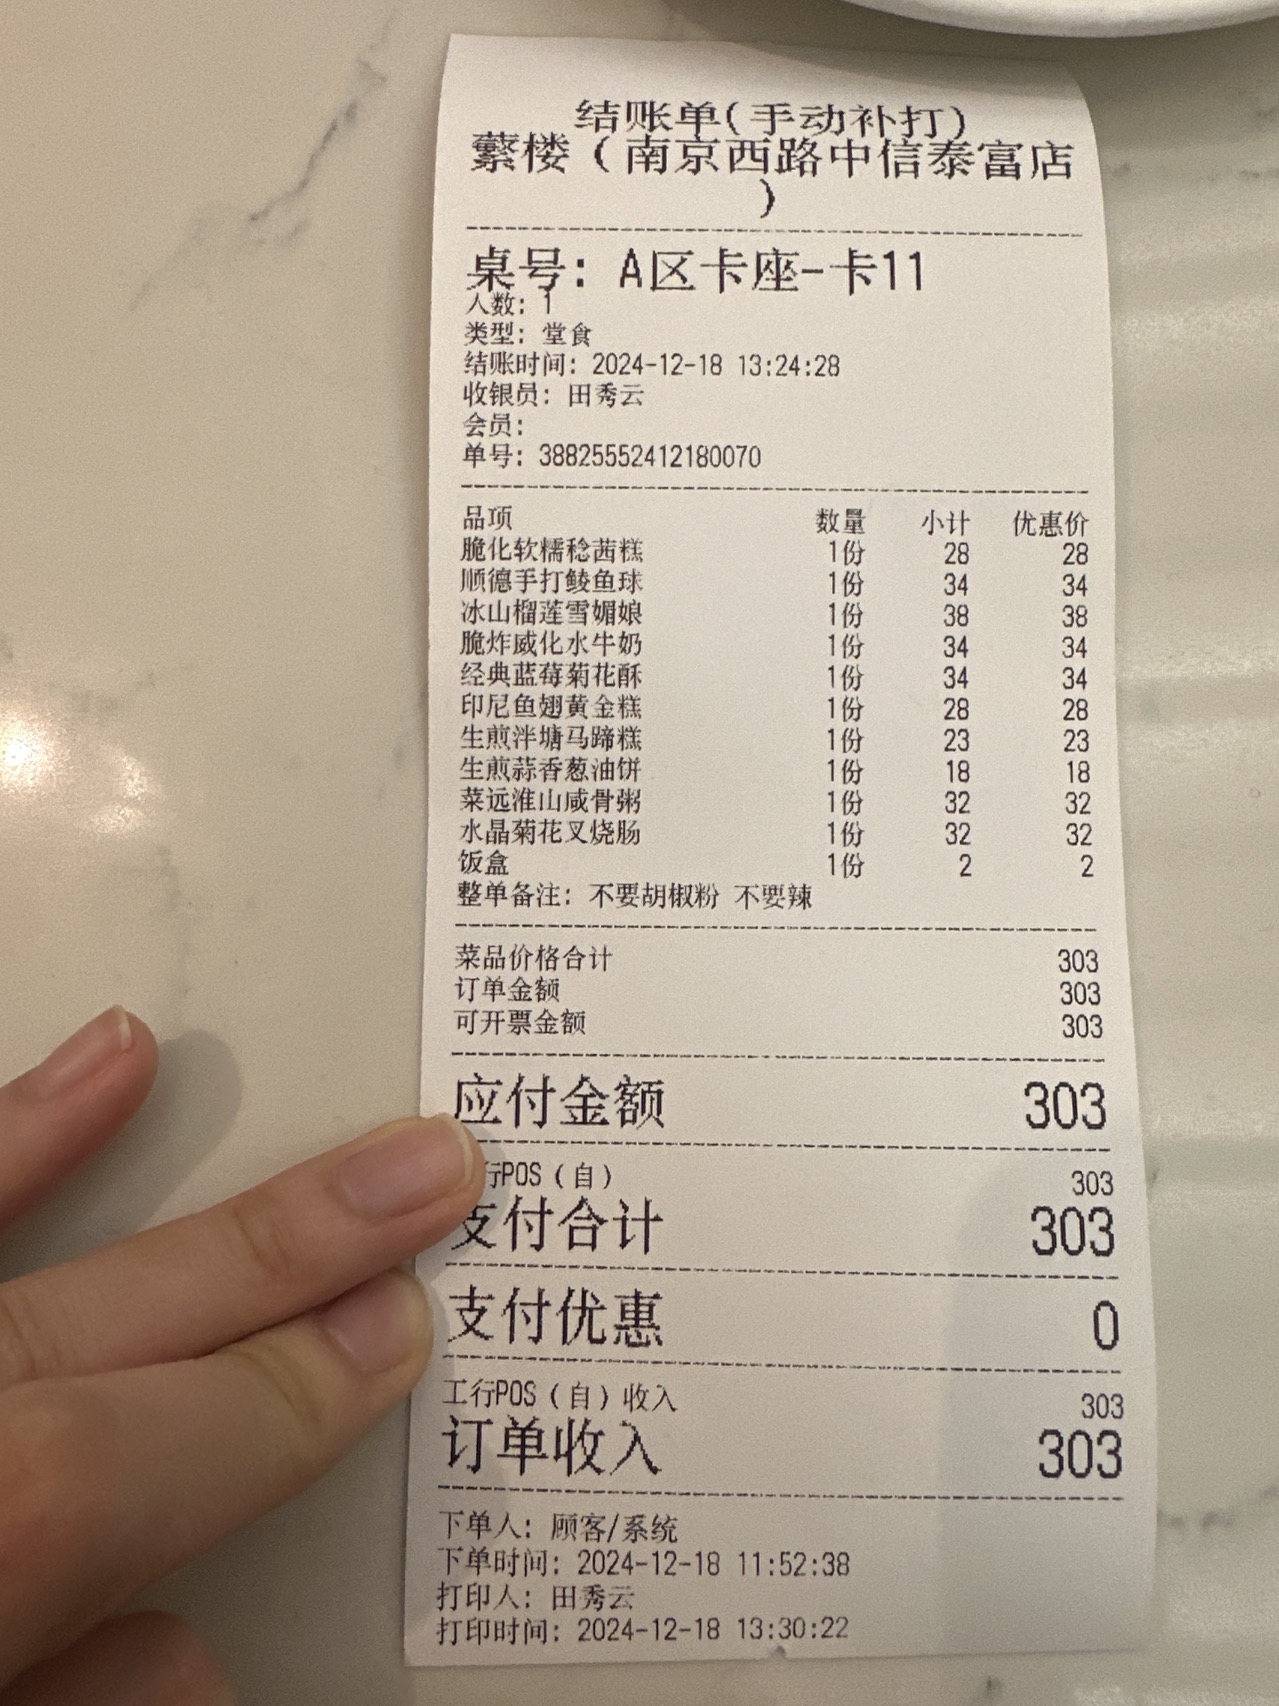 结账单(手动补打)
蘩楼（南京西路中信泰富店
）
桌号: A区卡座-卡11
人数: 1
类型: 堂食
结账时间: 2024-12-18 13:24:28
收银员: 田秀云
会员:
单号: 38825552412180070
品项 数量 小计 优惠价
脆化软糯稔茜糕 1份 28 28
顺德手打鲮鱼球 1份 34 34
冰山榴莲雪媚娘 1份 38 38
脆炸威化水牛奶 1份 34 34
经典蓝莓菊花酥 1份 34 34
印尼鱼翅黄金糕 1份 28 28
生煎泮塘马蹄糕 1份 23 23
生煎蒜香葱油饼 1份 18 18
菜远淮山咸骨粥 1份 32 32
水晶菊花叉烧肠 1份 32 32
饭盒 1份 2 2
整单备注: 不要胡椒粉 不要辣
菜品价格合计 303
订单金额 303
可开票金额 303
应付金额 303
行POS（自） 303
支付合计 303
支付优惠 0
工行POS（自）收入 303
订单收入 303
下单人: 顾客/系统
下单时间: 2024-12-18 11:52:38
打印人: 田秀云
打印时间: 2024-12-18 13:30:22